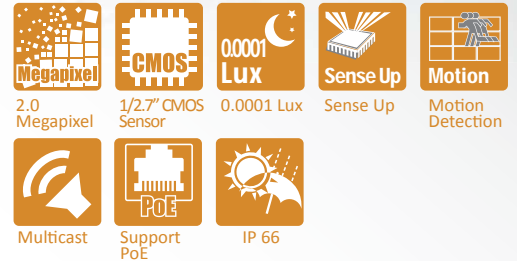 Megapixel
CMOS
0.0001
Lux
Sense Up
Motion
2.0
Megapixel
1/2.7" CMOS
Sensor
0.0001 Lux
Sense Up
Motion
Detection
PoE
Multicast
Support
PoE
IP 66